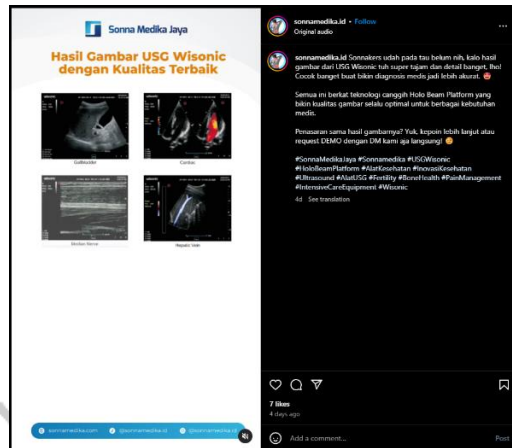 Sonna Medika Jaya
Hasil Gambar USG Wisonic
dengan Kualitas Terbaik
Gallbladder
Cardiac
Median Nerve
Hepatic Vein
sonnamedika.com
@sonnamedika.id
@sonnamedika.id
sonnamedika.id • Follow
Original audio
sonnamedika.id Sonnakers udah pada tau belum nih, kalo hasil
gambar dari USG Wisonic tuh super tajam dan detail banget, lho!
Cocok banget buat bikin diagnosis medis jadi lebih akurat.
Semua ini berkat teknologi canggih Holo Beam Platform yang
bikin kualitas gambar selalu optimal untuk berbagai kebutuhan
medis.
Penasaran sama hasil gambarnya? Yuk, kepoin lebih lanjut atau
request DEMO dengan DM kami aja langsung!
#SonnaMedikaJaya #Sonnamedika #USGWisonic
#HoloBeamPlatform #AlatKesehatan #InovasiKesehatan
#Ultrasound #AlatUSG #Fertility #BoneHealth #PainManagement
#IntensiveCareEquipment #Wisonic
4d See translation
7 likes
4 days ago
Add a comment...
Post